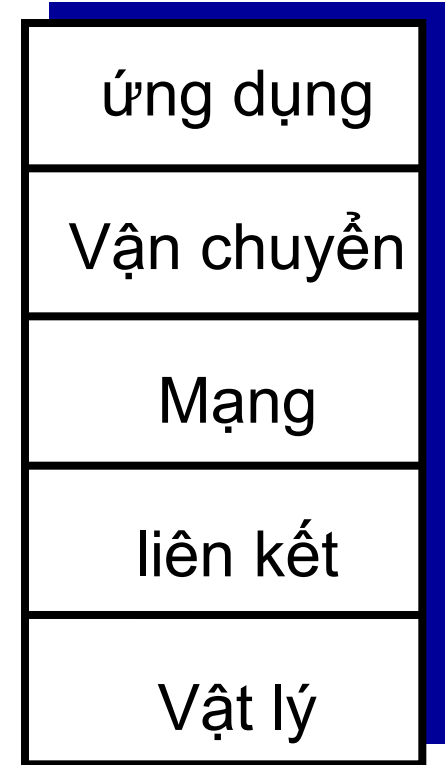 ứng dụng
Vận chuyển
Mạng
liên kết
Vật lý